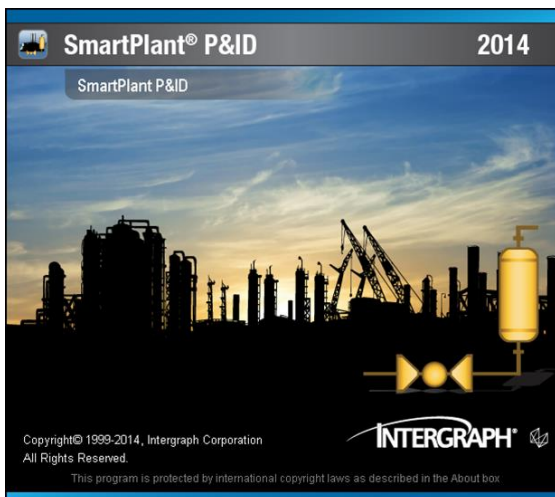 SmartPlant® P&ID 2014
SmartPlant P&ID
Copyright© 1999-2014, Intergraph Corporation
All Rights Reserved.
INTERGRAPH®
This program is protected by international copyright laws as described in the About box